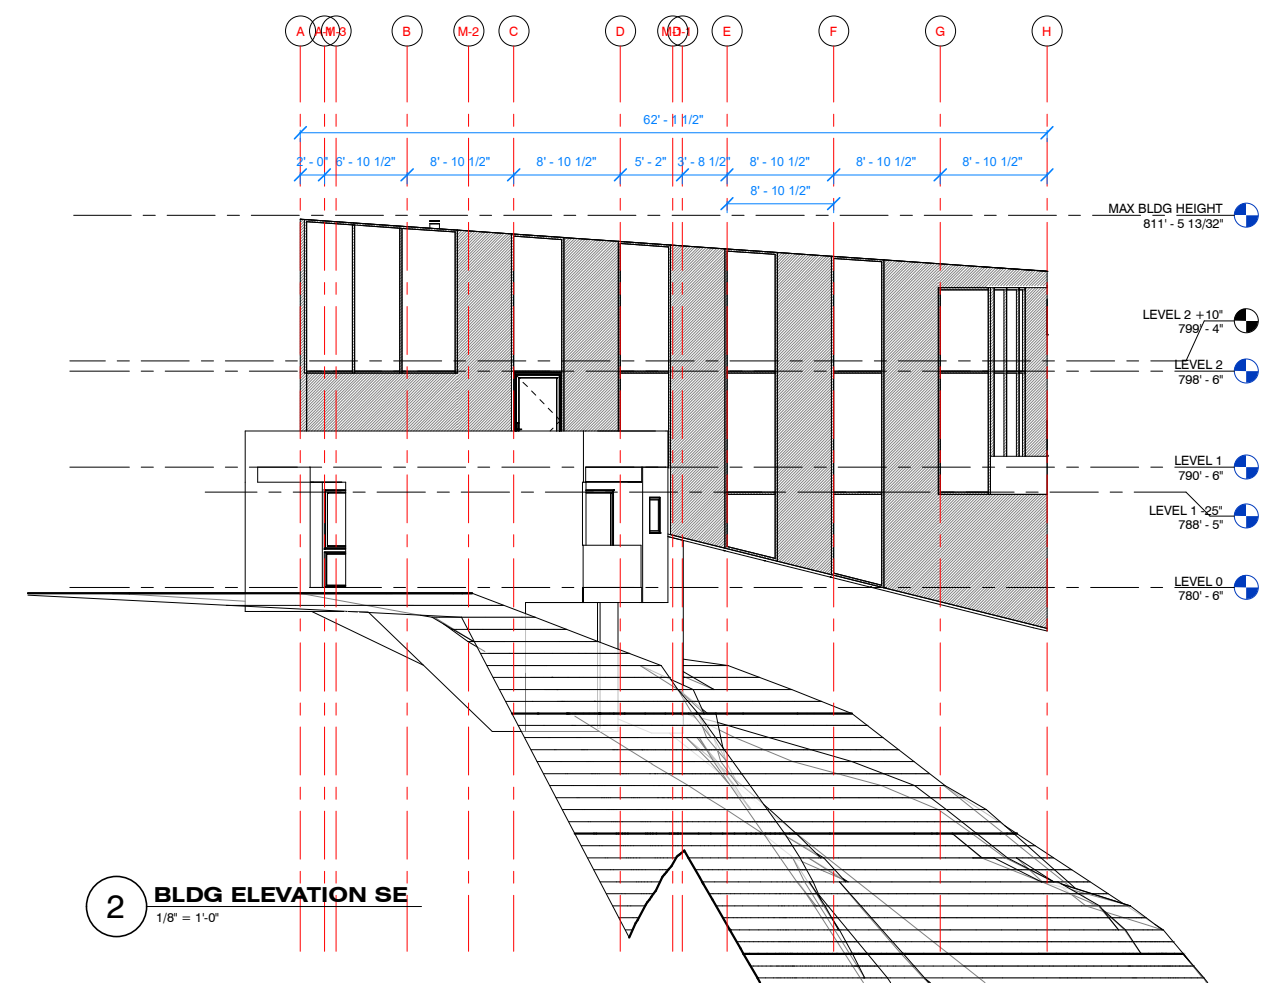 A A-1 M-3 B M-2 C D M-1 D-1 E F G H
62' - 1 1/2"
2' - 0" 6' - 10 1/2" 8' - 10 1/2" 8' - 10 1/2" 5' - 2" 3' - 8 1/2" 8' - 10 1/2" 8' - 10 1/2" 8' - 10 1/2"
8' - 10 1/2"
MAX BLDG HEIGHT
811' - 5 13/32"
LEVEL 2 +10"
799' - 4"
LEVEL 2
798' - 6"
LEVEL 1
790' - 6"
LEVEL 1 -25"
788' - 5"
LEVEL 0
780' - 6"
2 BLDG ELEVATION SE
1/8" = 1'-0"